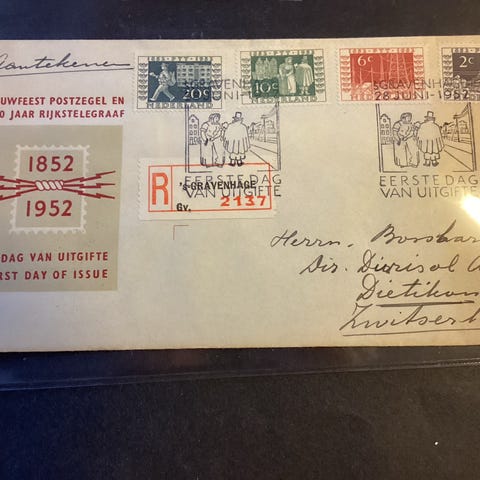 Aantekenen
UWFEEST POSTZEGEL EN
0 JAAR RIJKSTELEGRAAF
1852
1952
DAG VAN UITGIFTE
RST DAY OF ISSUE
20c
NEDERLAND
10c
NEDERLAND
6c
2c
'sGRAVENHAGE
28 JUNI-1952
EERSTE DAG
VAN UITGIFTE
EERSTE DAG
VAN UITGIFTE
R
's-GRAVENHAGE
Gv. 2137
Herrn.
Dir.
Dietikon
Zwitserl